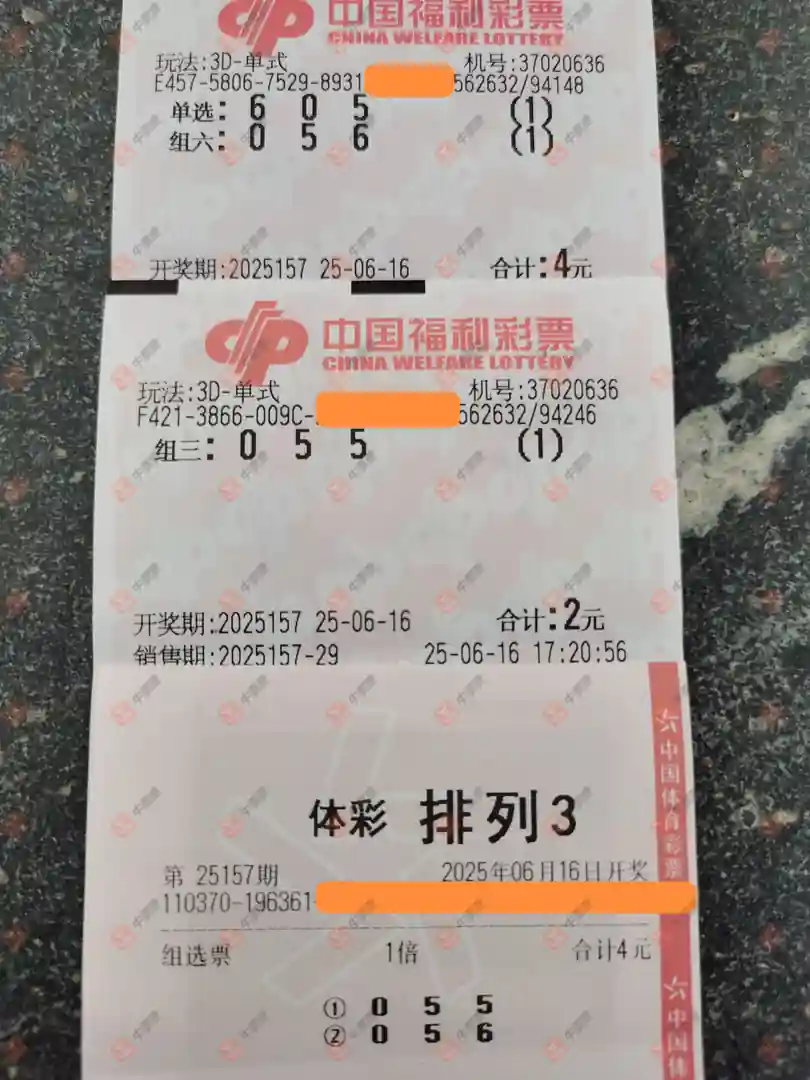 中国福利彩票
CHINA WELFARE LOTTERY
玩法:3D-单式 机号:37020636
E457-5806-7529-8931 562632/94148
单选: 6 0 5 (1)
组六: 0 5 6 (1)
开奖期:2025157 25-06-16 合计:4元
中国福利彩票
CHINA WELFARE LOTTERY
玩法:3D-单式 机号:37020636
F421-3866-009C- 562632/94246
组三: 0 5 5 (1)
开奖期:2025157 25-06-16 合计:2元
销售期:2025157-29 25-06-16 17:20:56
体彩 排列3
第 25157期 2025年06月16日开奖
110370-196361-
组选票 1倍 合计4元
① 0 5 5
② 0 5 6
中国体育彩票
中国体